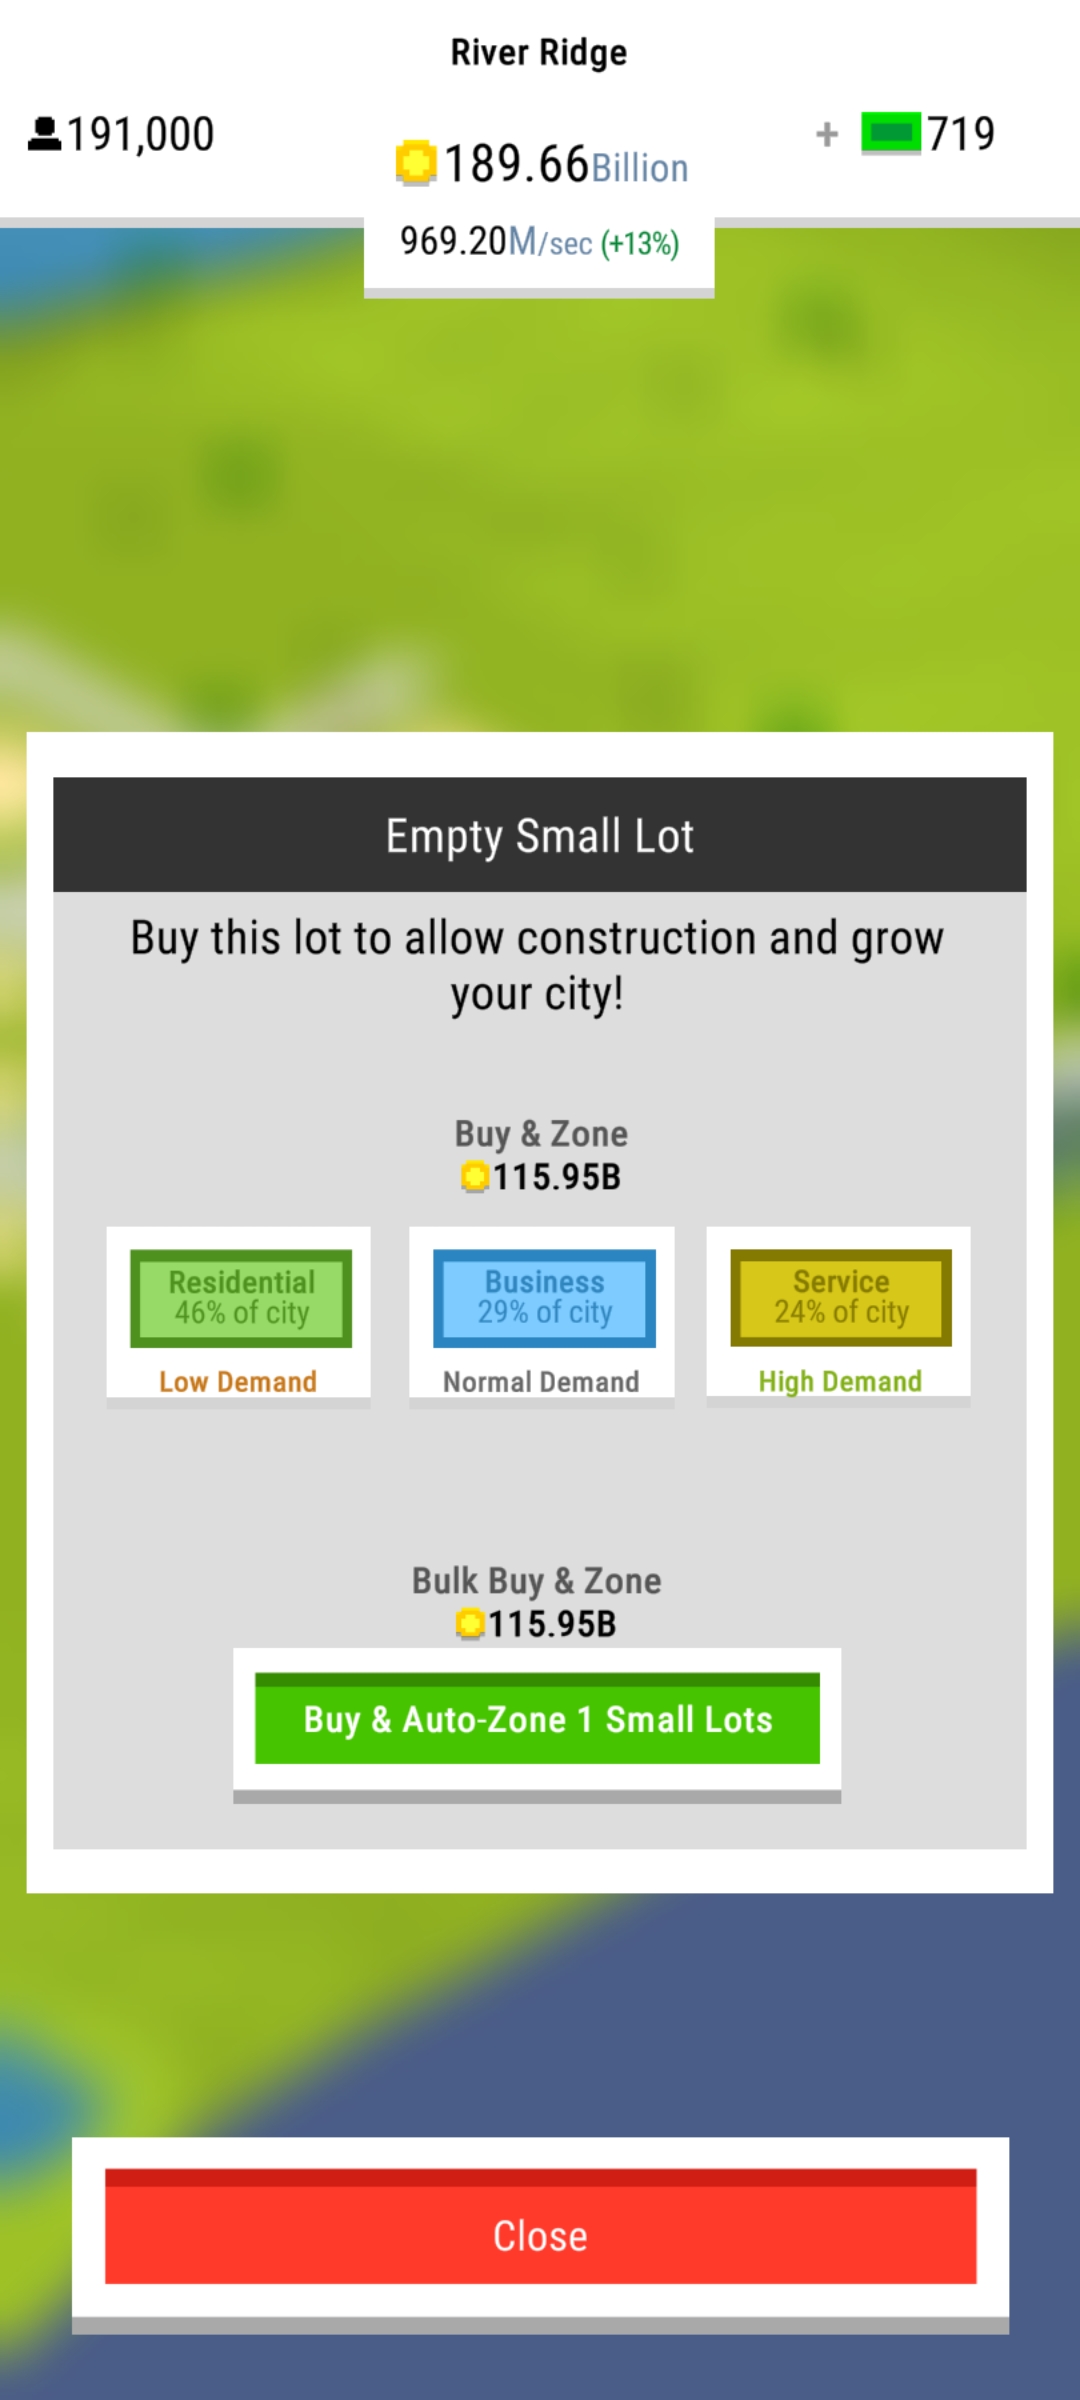 River Ridge
191,000
+ 719
189.66Billion
969.20M/sec (+13%)
Empty Small Lot
Buy this lot to allow construction and grow
your city!
Buy & Zone
115.95B
Residential
46% of city
Low Demand
Business
29% of city
Normal Demand
Service
24% of city
High Demand
Bulk Buy & Zone
115.95B
Buy & Auto-Zone 1 Small Lots
Close